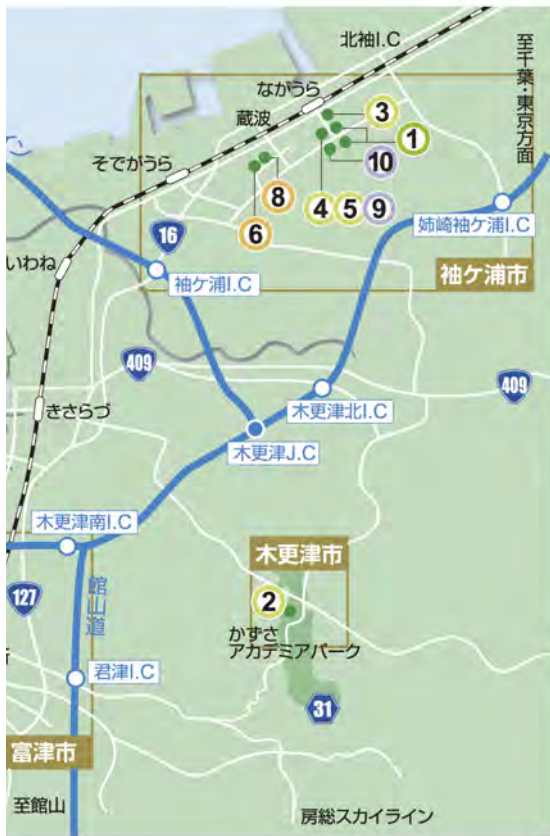 北袖I.C
至千葉・東京方面
ながうら
蔵波
3
1
そでがうら
10
8
4 5 9
6
姉崎袖ケ浦I.C
16
袖ケ浦市
いわね
袖ケ浦I.C
409
409
きさらづ
木更津北I.C
木更津J.C
木更津南I.C
木更津市
2
127
館山道
かずさ
アカデミアパーク
君津I.C
31
富津市
至館山
房総スカイライン